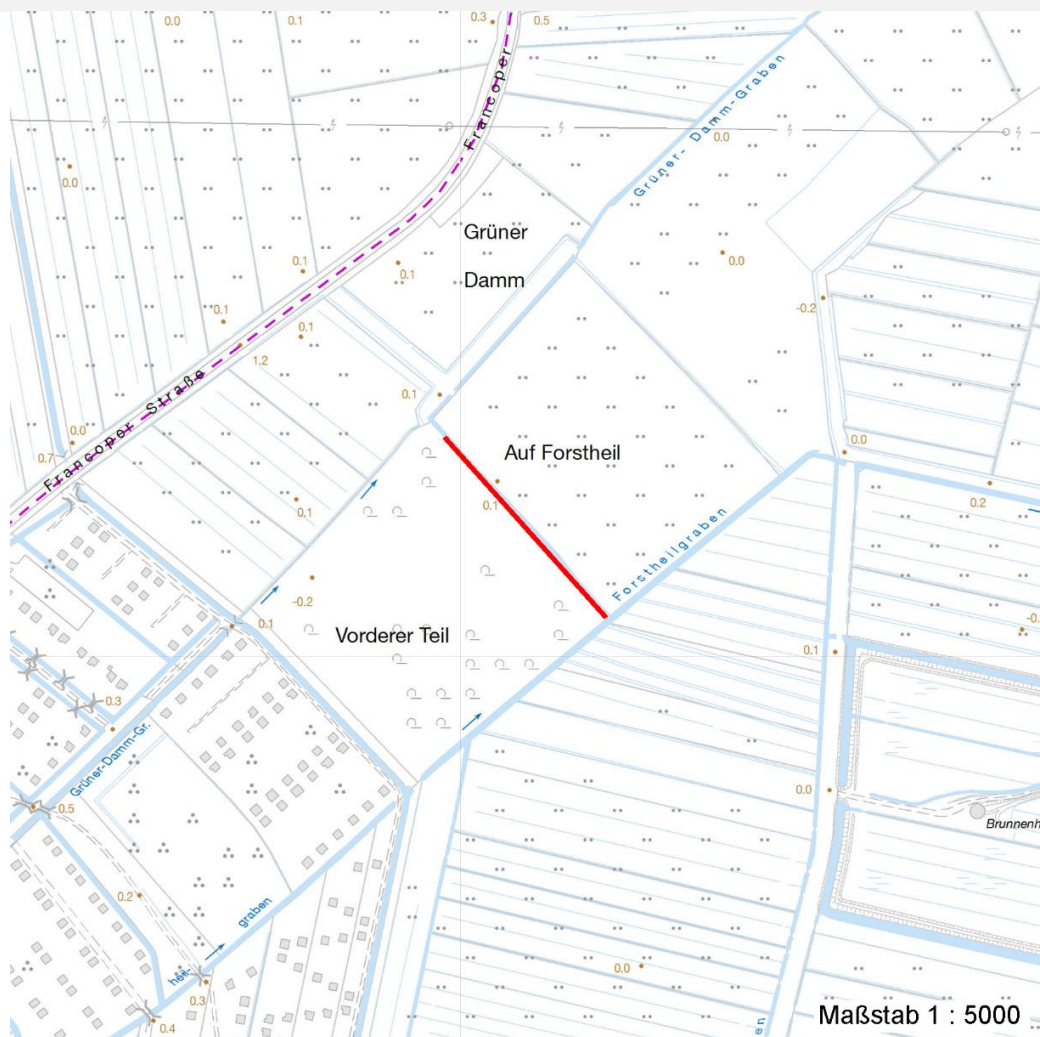 0.0
0.1
0.3
0.5
Francoper
Grüner- Damm-Graben
0.0
0.0
Grüner
Damm
0.1
0.1
0.0
0.1
0.1
-0.2
1.2
Francoper Straße
0.1
0.0
0.7
Auf Forstheil
0.0
0.1
0.1
0.2
Forstheilgraben
-0.2
0.1
Vorderer Teil
0.1
0.3
Grüner-Damm-Gr.
0.5
0.0
Brunnenh
0.2
graben
heil-
0.0
0.3
0.4
en
Maßstab 1 : 5000